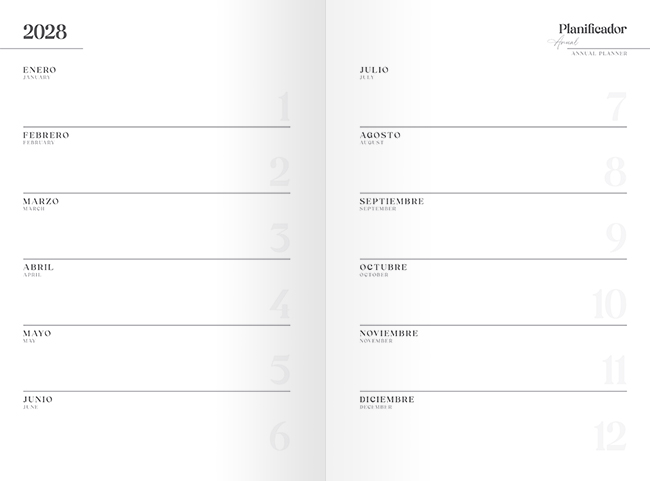 2028
ENERO
JANUARY
1
FEBRERO
FEBRUARY
2
MARZO
MARCH
3
ABRIL
APRIL
4
MAYO
MAY
5
JUNIO
JUNE
6
Planificador
Anual
ANNUAL PLANNER
JULIO
JULY
7
AGOSTO
AUGUST
8
SEPTIEMBRE
SEPTEMBER
9
OCTUBRE
OCTOBER
10
NOVIEMBRE
NOVEMBER
11
DICIEMBRE
DECEMBER
12